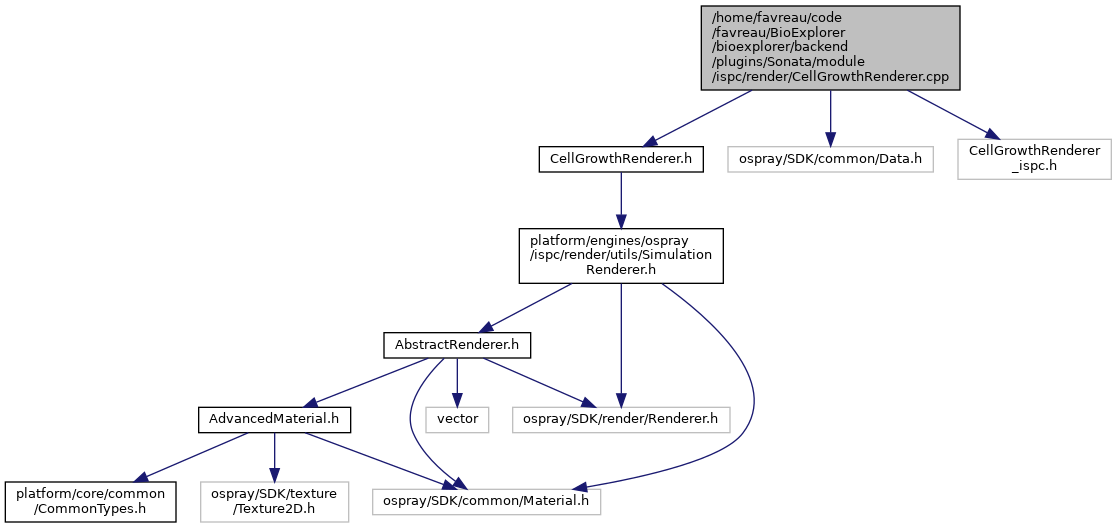 /home/favreau/code
/favreau/BioExplorer
/bioexplorer/backend
/plugins/Sonata/module
/ispc/render/CellGrowthRenderer.cpp
CellGrowthRenderer.h
ospray/SDK/common/Data.h
CellGrowthRenderer
_ispc.h
platform/engines/ospray
/ispc/render/utils/Simulation
Renderer.h
AbstractRenderer.h
AdvancedMaterial.h
vector
ospray/SDK/render/Renderer.h
platform/core/common
/CommonTypes.h
ospray/SDK/texture
/Texture2D.h
ospray/SDK/common/Material.h